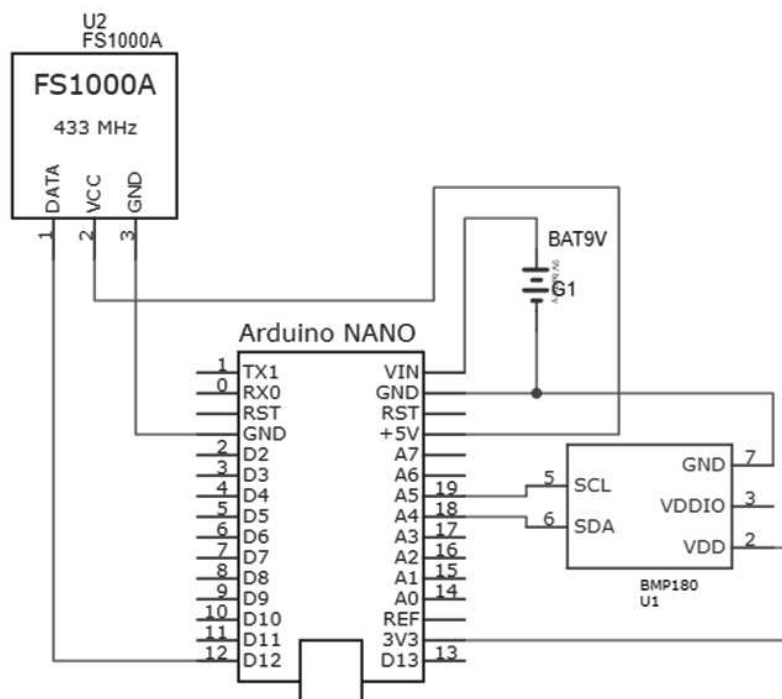 U2
FS1000A
FS1000A
433 MHz
DATA
VCC
GND
1
2
3
BAT9V
G1
Arduino NANO
1 TX1
0 RX0
RST
GND
2 D2
3 D3
4 D4
5 D5
6 D6
7 D7
8 D8
9 D9
10 D10
11 D11
12 D12
VIN
GND
RST
+5V
A7
A6
A5 19
A4 18
A3 17
A2 16
A1 15
A0 14
REF
3V3
D13 13
5 SCL
6 SDA
GND 7
VDDIO 3
VDD 2
BMP180
U1